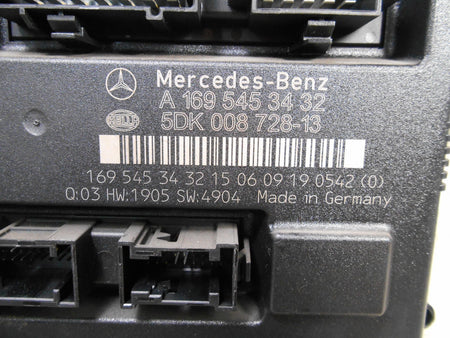 Mercedes-Benz
A 169 545 34 32
HELLA
5DK 008 728-13
169 545 34 32 15 06 09 19 0542 (0)
Q:03 HW:1905 SW:4904 Made in Germany